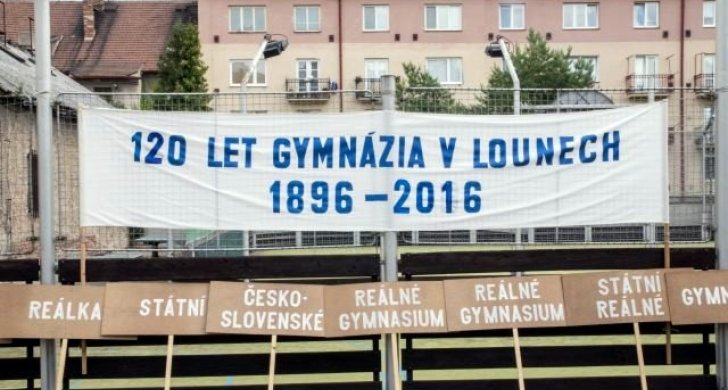 120 LET GYMNÁZIA V LOUNECH
1896-2016
REÁLKA
STÁTNÍ
ČESKO-
SLOVENSKÉ
REÁLNÉ
GYMNASIUM
REÁLNÉ
GYMNASIUM
STÁTNÍ
REÁLNÉ
GYMN